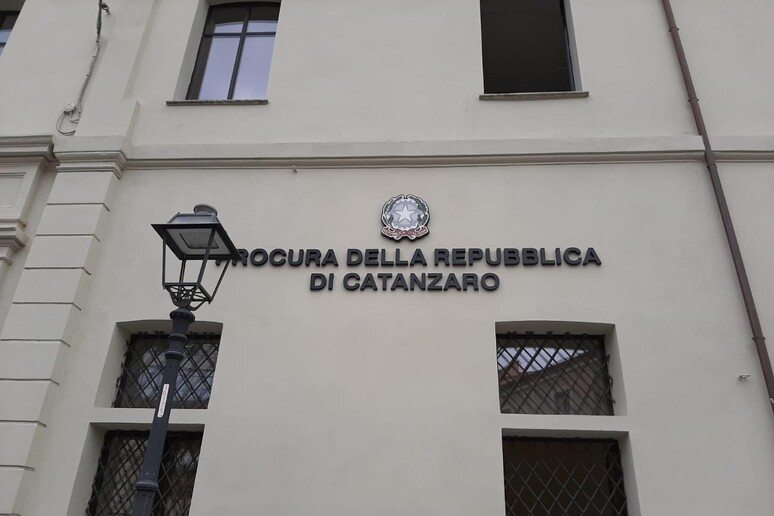 PROCURA DELLA REPUBBLICA
DI CATANZARO